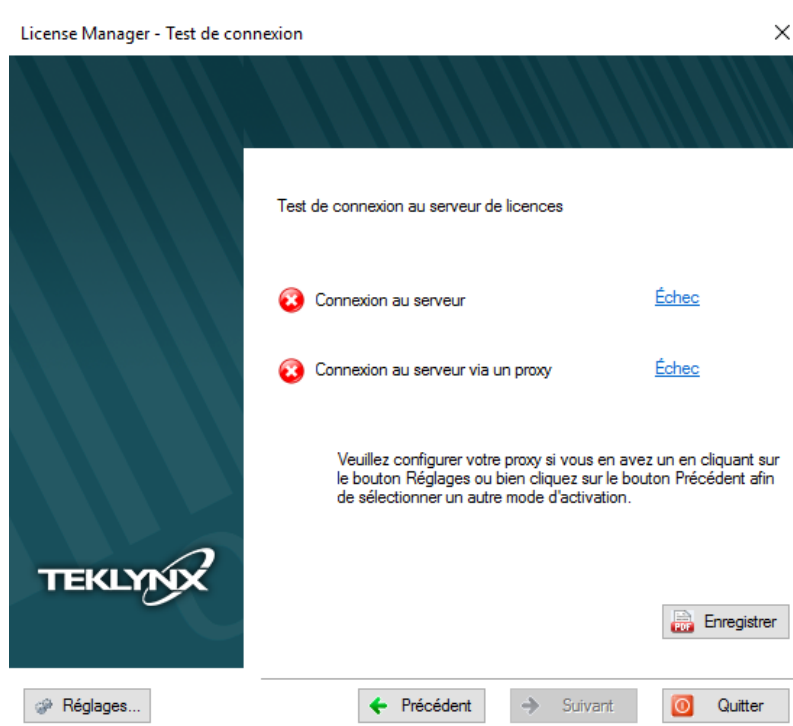 License Manager - Test de connexion
Test de connexion au serveur de licences
Connexion au serveur Échec
Connexion au serveur via un proxy Échec
Veuillez configurer votre proxy si vous en avez un en cliquant sur
le bouton Réglages ou bien cliquez sur le bouton Précédent afin
de sélectionner un autre mode d'activation.
TEKLYNX
PDF Enregistrer
Réglages... Précédent Suivant Quitter